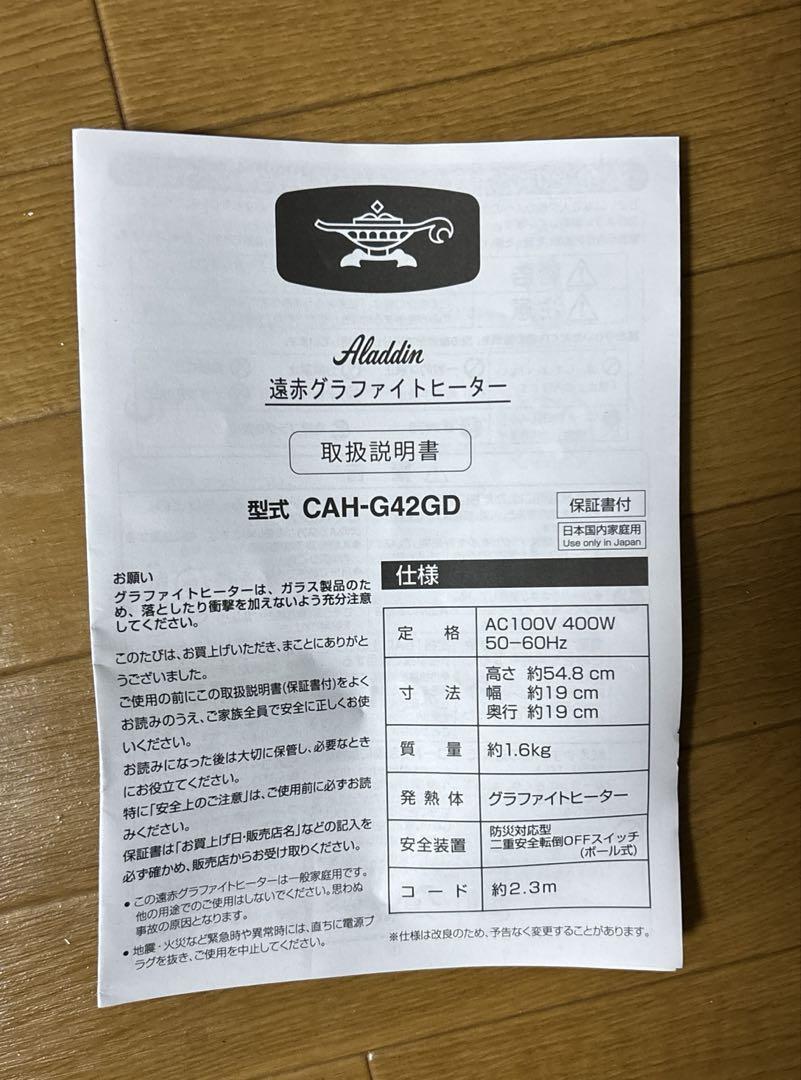 Aladdin
遠赤グラファイトヒーター
取扱説明書
型式 CAH-G42GD
保証書付
日本国内家庭用
Use only in Japan
お願い
グラファイトヒーターは、ガラス製品のた
め、落としたり衝撃を加えないよう充分注意
してください。
このたびは、お買上げいただき、まことにありがと
うございました。
ご使用の前にこの取扱説明書(保証書付)をよく
お読みのうえ、ご家族全員で安全に正しくお使
いください。
お読みになった後は大切に保管し、必要なとき
にお役立てください。
特に「安全上のご注意」は、ご使用前に必ずお読
みください。
保証書は「お買上げ日・販売店名」などの記入を
必ず確かめ、販売店からお受け取りください。
● この遠赤グラファイトヒーターは一般家庭用です。
他の用途でのご使用はしないでください。思わぬ
事故の原因となります。
● 地震・火災など緊急時や異常時には、直ちに電源プ
ラグを抜き、ご使用を中止してください。
仕様
定格 AC100V 400W
50−60Hz
寸法 高さ 約54.8 cm
幅 約19 cm
奥行 約19 cm
質量 約1.6kg
発熱体 グラファイトヒーター
安全装置 防災対応型
二重安全転倒OFFスイッチ
(ボール式)
コード 約2.3m
※仕様は改良のため、予告なく変更することがあります。